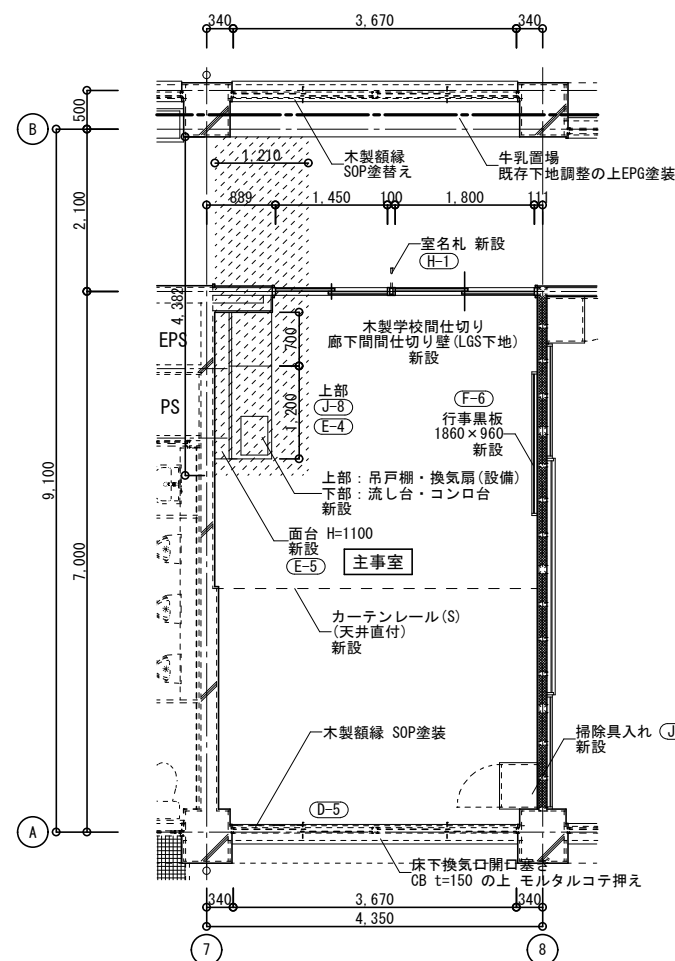 340
3,670
340
500
B
1,210
木製額縁
SOP塗替え
牛乳置場
既存下地調整の上EPG塗装
889
1,450
100
1,800
111
2,100
室名札 新設
H-1
4,382
EPS
700
木製学校間仕切り
廊下間間仕切り壁(LGS下地)
新設
PS
1,200
上部
J-8
E-4
F-6
行事黒板
1860×960
新設
上部：吊戸棚・換気扇(設備)
下部：流し台・コンロ台
新設
9,100
7,000
面台 H=1100
新設
E-5
主事室
カーテンレール(S)
(天井直付)
新設
木製額縁 SOP塗装
掃除具入れ
新設
D-5
A
床下換気口開口塞ぎ
CB t=150 の上 モルタルコテ押え
340
3,670
340
4,350
7
8